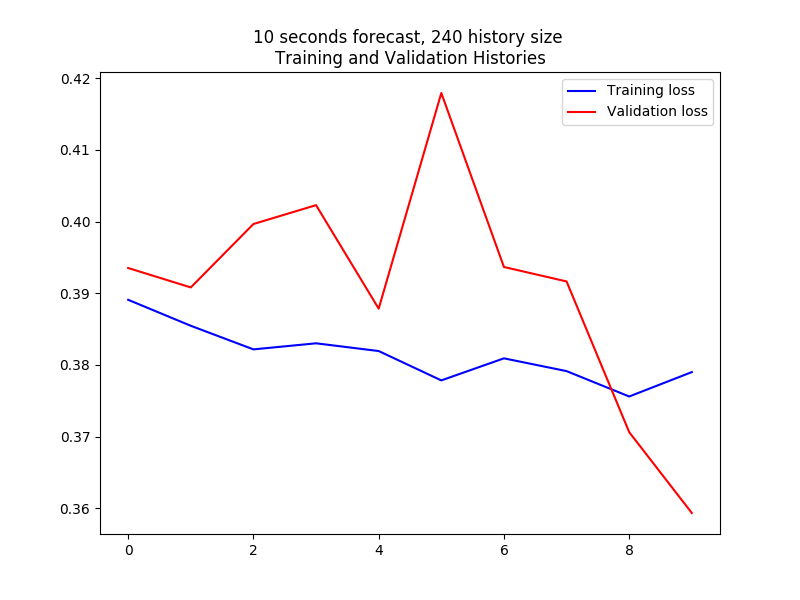 10 seconds forecast, 240 history size
Training and Validation Histories
Training loss
Validation loss
0.42
0.41
0.40
0.39
0.38
0.37
0.36
0 2 4 6 8